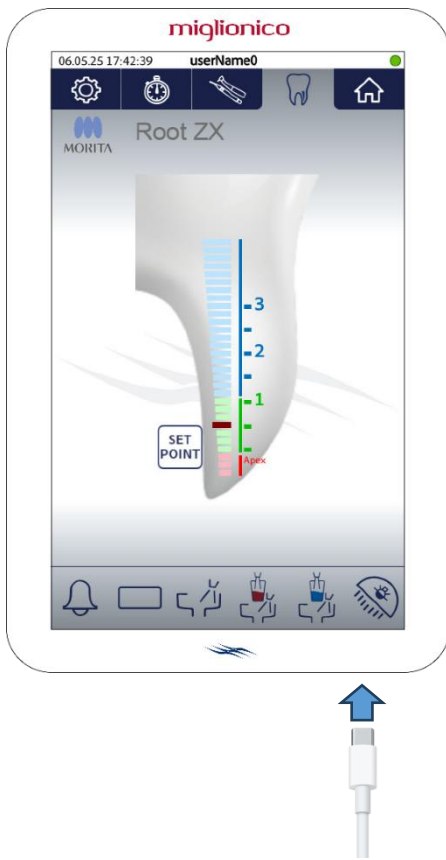 miglionico
06.05.25 17:42:39 userName0
MORITA
Root ZX
3
2
1
SET
POINT
Apex